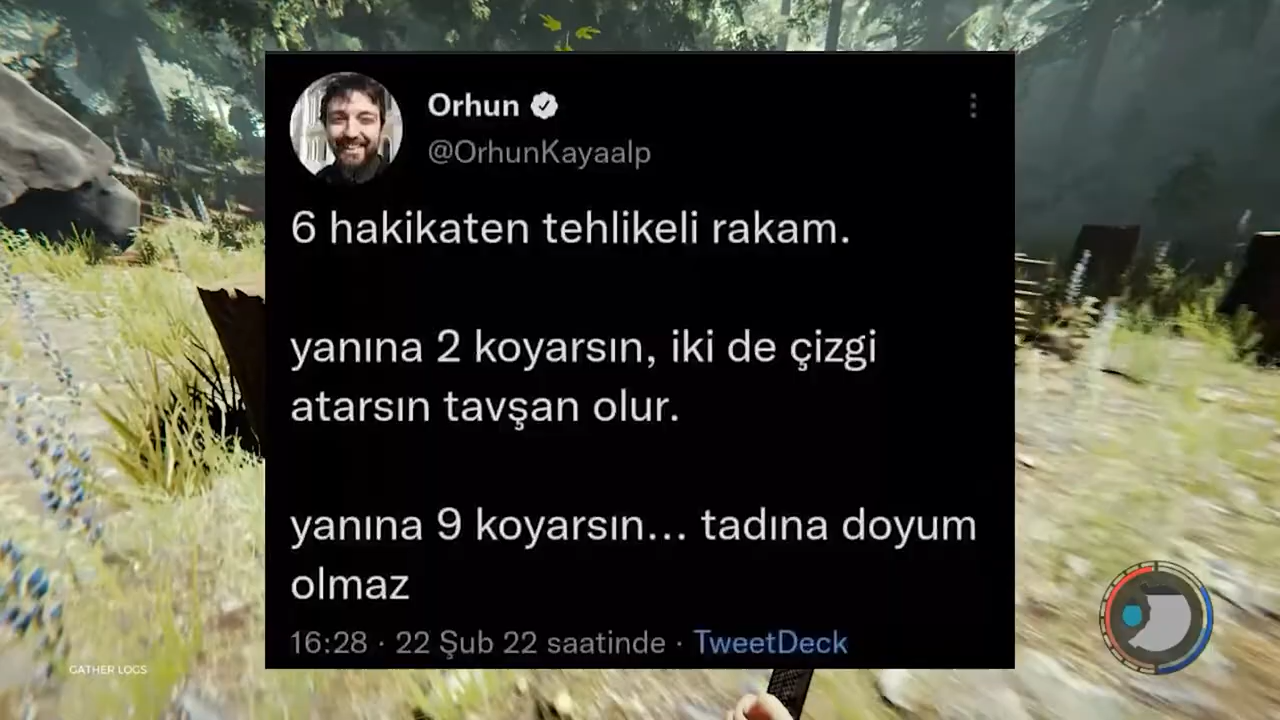 Orhun
@OrhunKayaalp
6 hakikaten tehlikeli rakam.
yanına 2 koyarsın, iki de çizgi
atarsın tavşan olur.
yanına 9 koyarsın... tadına doyum
olmaz
16:28 · 22 Şub 22 saatinde · TweetDeck
GATHER LOGS